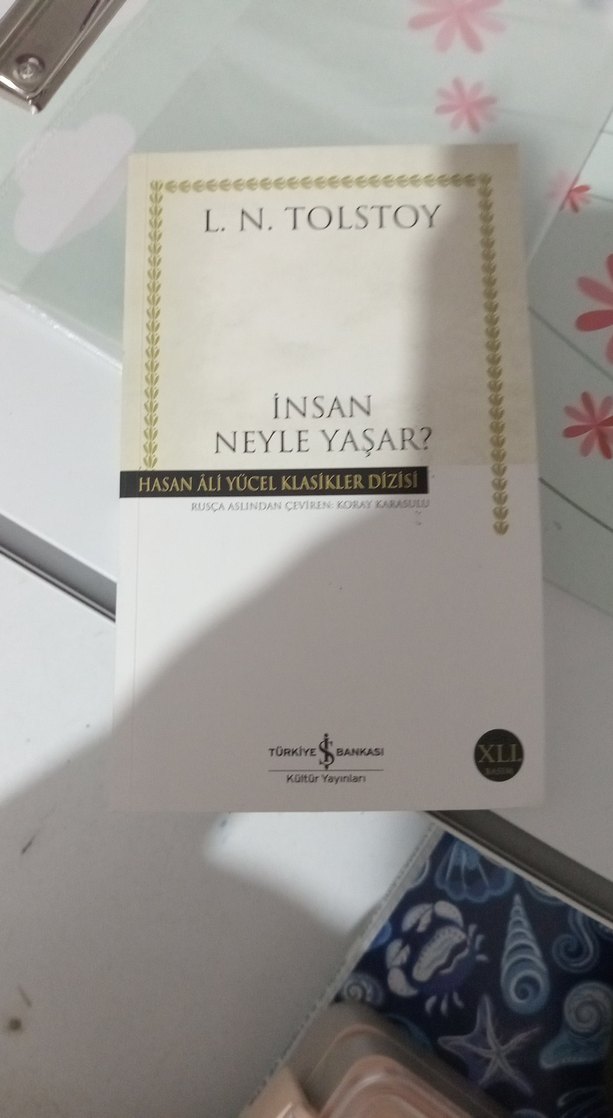 L. N. TOLSTOY
İNSAN
NEYLE YAŞAR?
HASAN ÂLİ YÜCEL KLASİKLER DİZİSİ
RUSÇA ASLINDAN ÇEVİREN: KORAY KARASULU
TÜRKİYE İŞ BANKASI
Kültür Yayınları
XLI.
BASIM